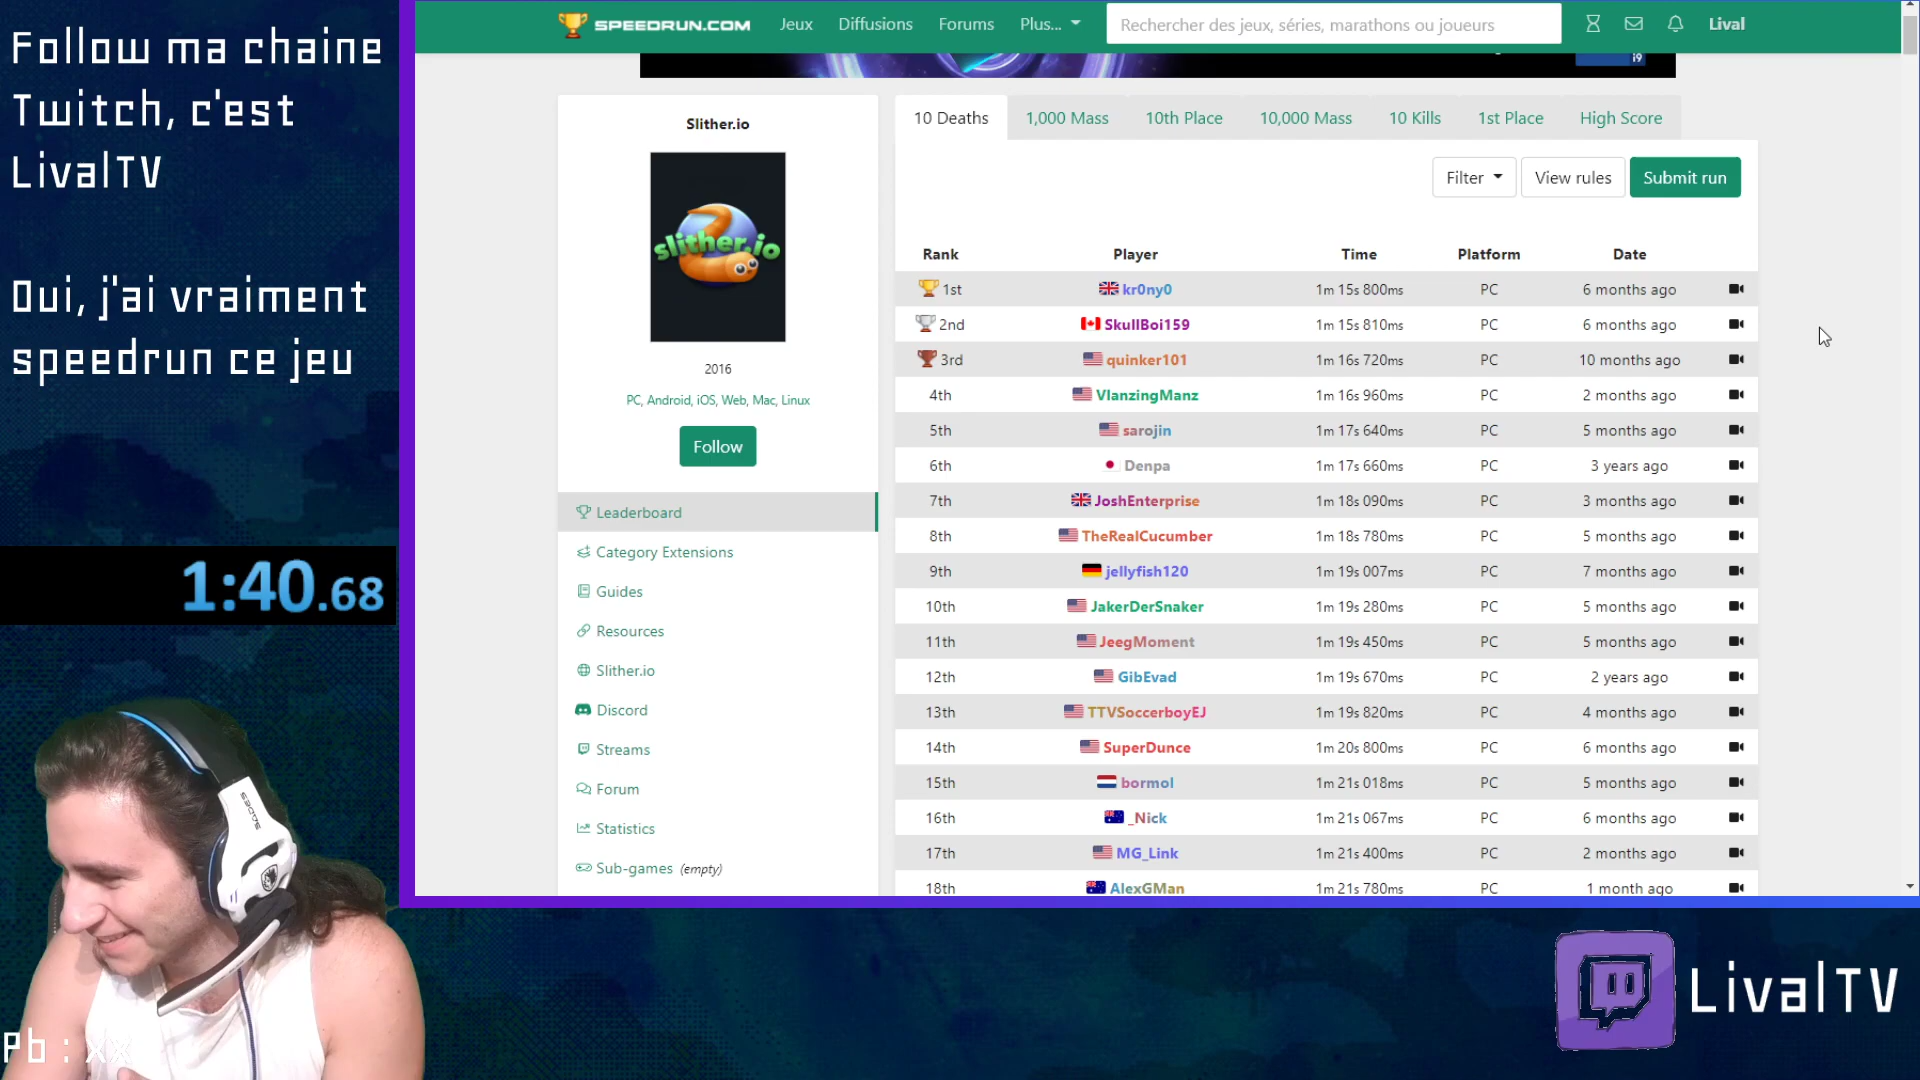 Follow ma chaine
Twitch, c'est
LivalTV
Oui, j'ai vraiment
speedrun ce jeu
1:40.68
Pb : xx
SPEEDRUN.COM Jeux Diffusions Forums Plus... Rechercher des jeux, séries, marathons ou joueurs Lival
i9
Slither.io
slither.io
2016
PC, Android, iOS, Web, Mac, Linux
Follow
Leaderboard
Category Extensions
Guides
Resources
Slither.io
Discord
Streams
Forum
Statistics
Sub-games (empty)
10 Deaths 1,000 Mass 10th Place 10,000 Mass 10 Kills 1st Place High Score
Filter View rules Submit run
Rank Player Time Platform Date
1st kr0ny0 1m 15s 800ms PC 6 months ago
2nd SkullBoi159 1m 15s 810ms PC 6 months ago
3rd quinker101 1m 16s 720ms PC 10 months ago
4th VlanzingManz 1m 16s 960ms PC 2 months ago
5th sarojin 1m 17s 640ms PC 5 months ago
6th Denpa 1m 17s 660ms PC 3 years ago
7th JoshEnterprise 1m 18s 090ms PC 3 months ago
8th TheRealCucumber 1m 18s 780ms PC 5 months ago
9th jellyfish120 1m 19s 007ms PC 7 months ago
10th JakerDerSnaker 1m 19s 280ms PC 5 months ago
11th JeegMoment 1m 19s 450ms PC 5 months ago
12th GibEvad 1m 19s 670ms PC 2 years ago
13th TTVSoccerboyEJ 1m 19s 820ms PC 4 months ago
14th SuperDunce 1m 20s 800ms PC 6 months ago
15th bormol 1m 21s 018ms PC 5 months ago
16th _Nick 1m 21s 067ms PC 6 months ago
17th MG_Link 1m 21s 400ms PC 2 months ago
18th AlexGMan 1m 21s 780ms PC 1 month ago
SADES
LivalTV